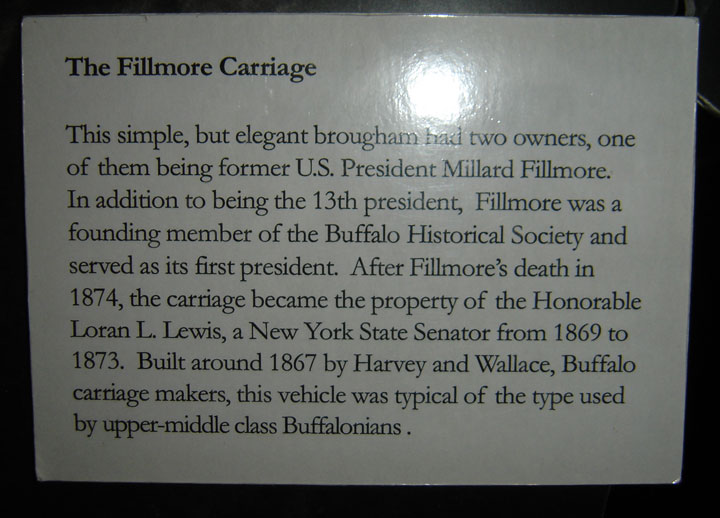 The Fillmore Carriage
This simple, but elegant brougham had two owners, one
of them being former U.S. President Millard Fillmore.
In addition to being the 13th president,  Fillmore was a
founding member of the Buffalo Historical Society and
served as its first president.  After Fillmore's death in
1874, the carriage became the property of the Honorable
Loran L. Lewis, a New York State Senator from 1869 to
1873.  Built around 1867 by Harvey and Wallace, Buffalo
carriage makers, this vehicle was typical of the type used
by upper-middle class Buffalonians .